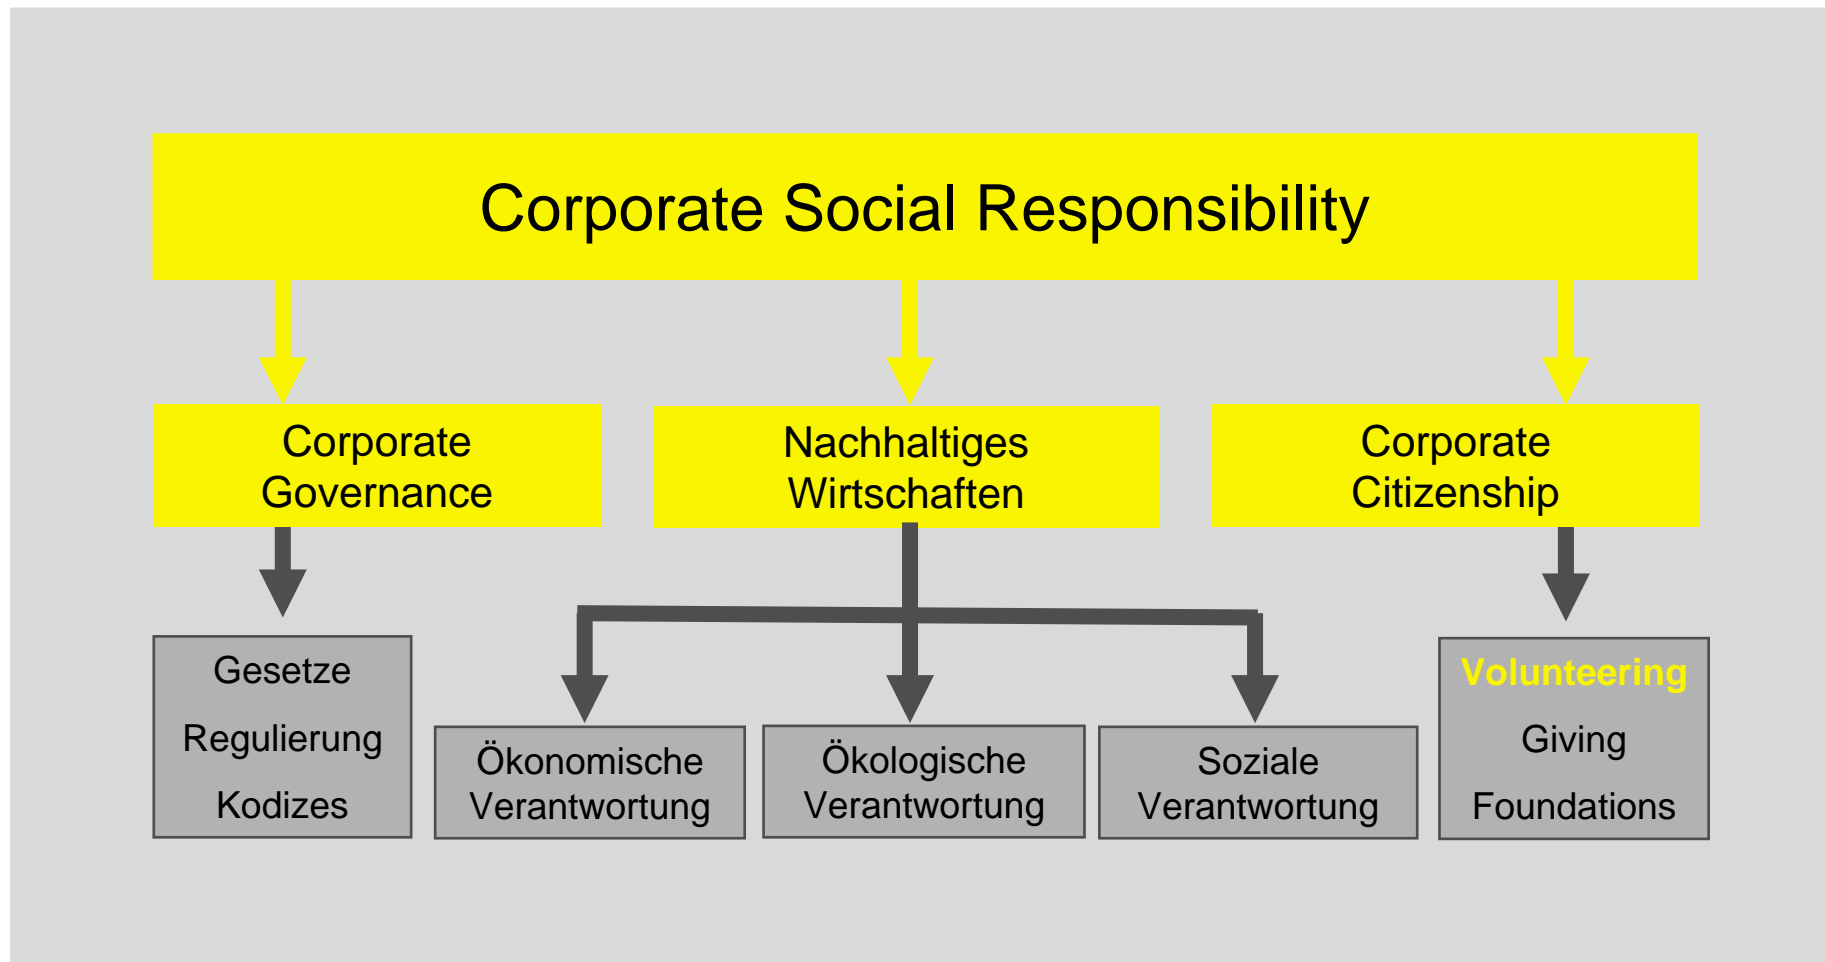 Corporate Social Responsibility
Corporate
Governance
Nachhaltiges
Wirtschaften
Corporate
Citizenship
Gesetze
Regulierung
Kodizes
Ökonomische
Verantwortung
Ökologische
Verantwortung
Soziale
Verantwortung
Volunteering
Giving
Foundations